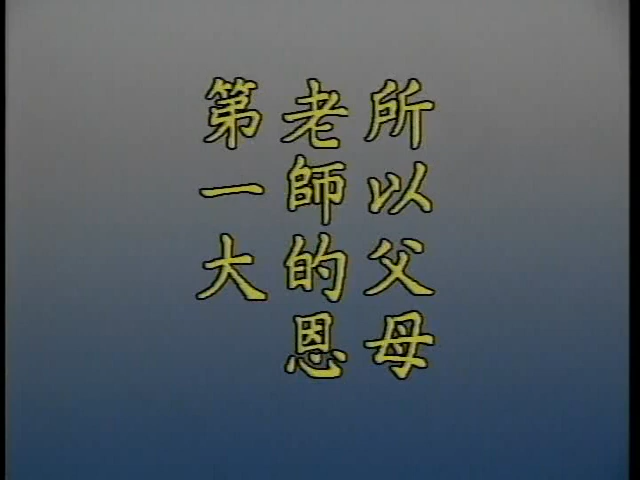 所以父母
老師的恩
第一大